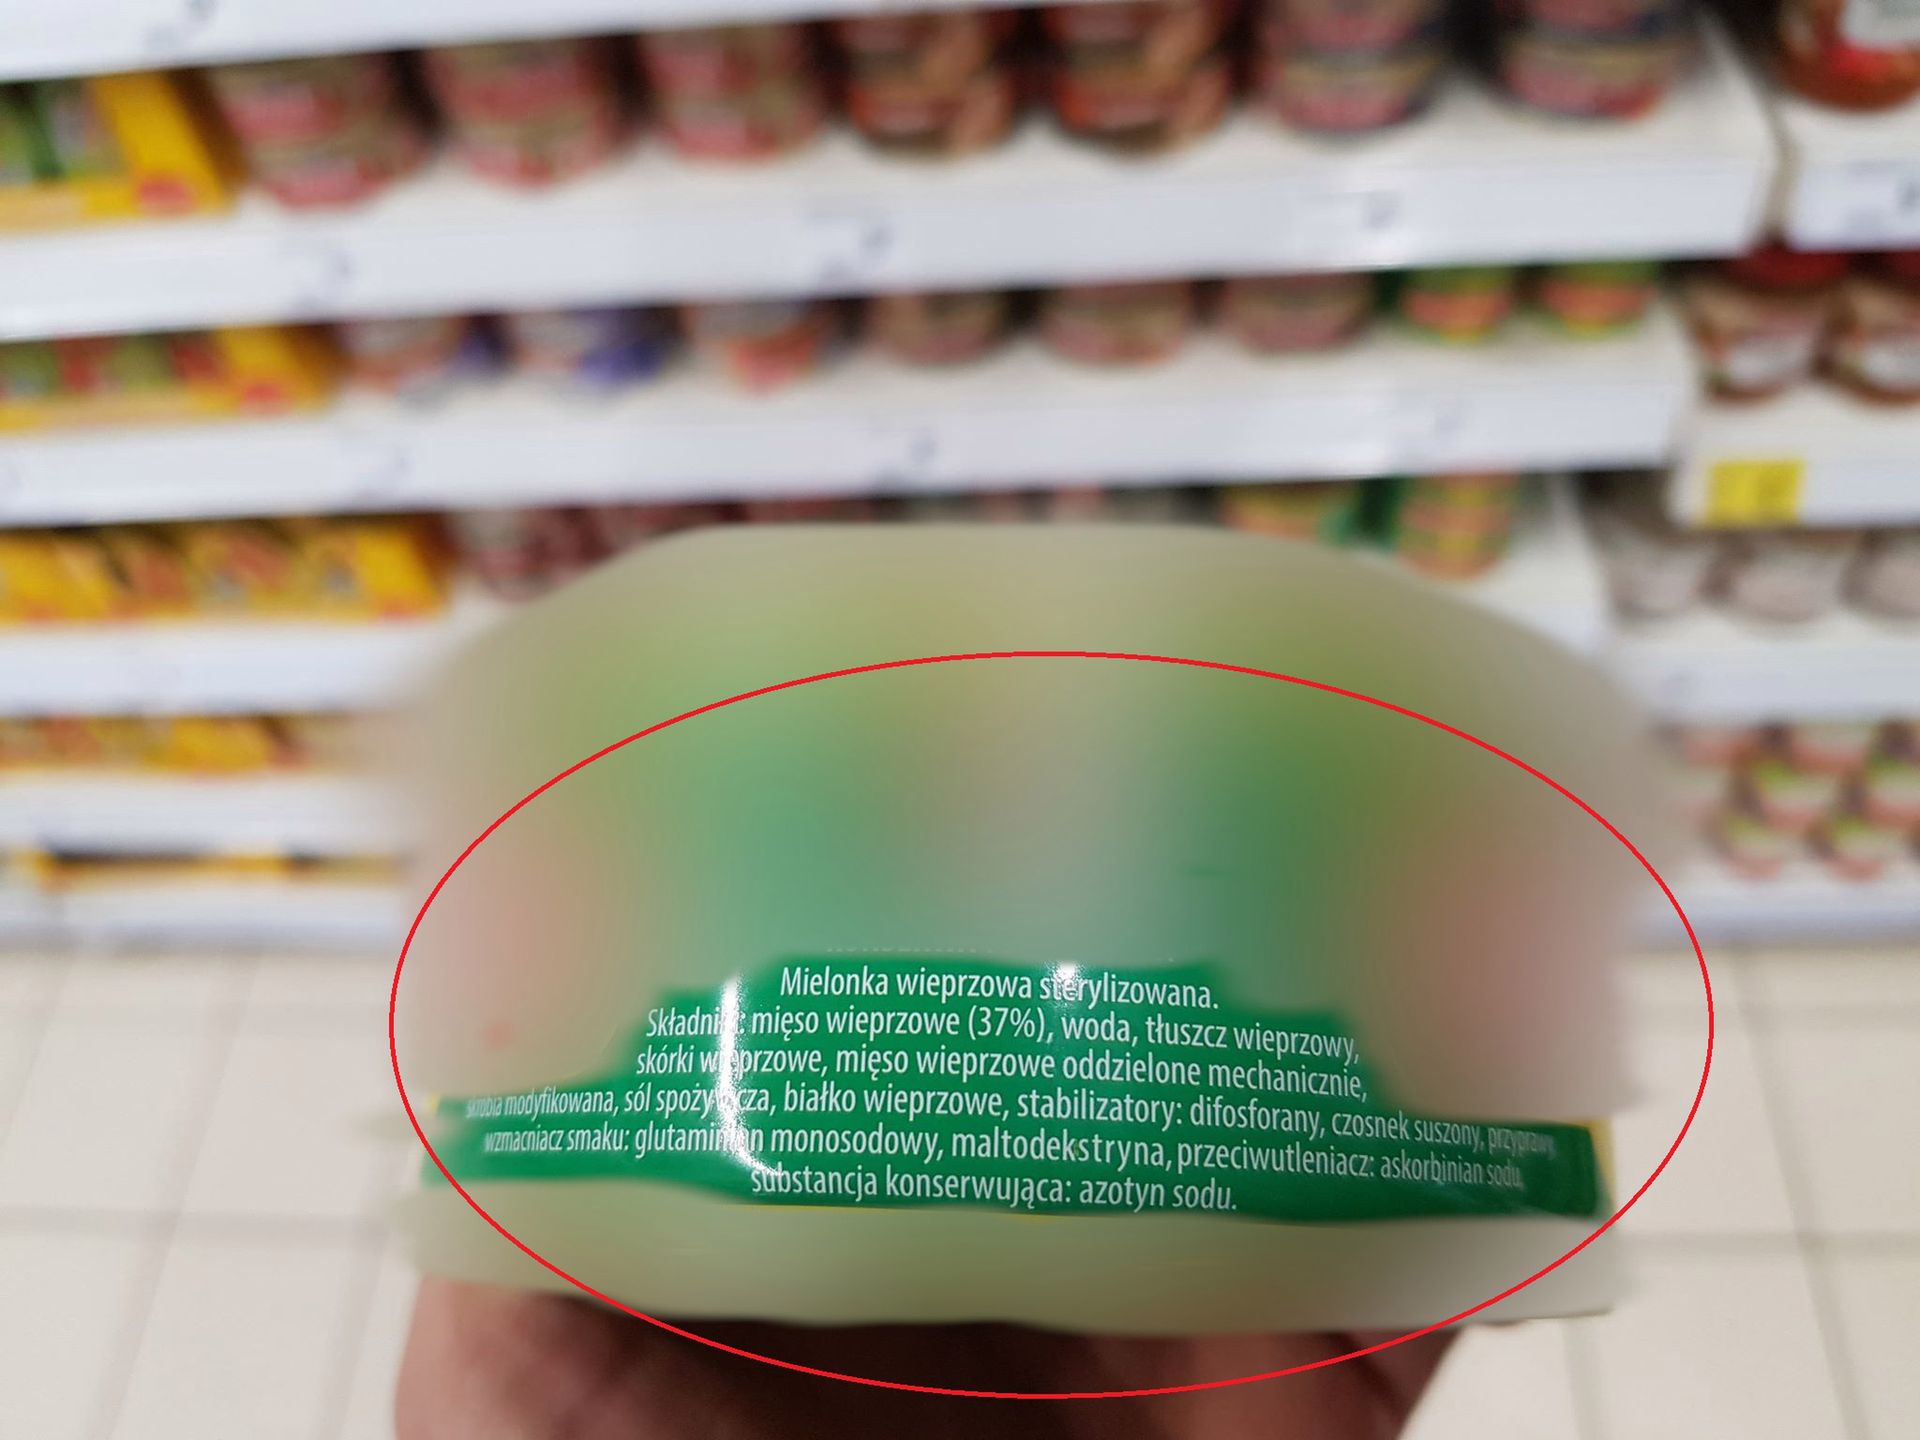 Mielonka wieprzowa sterylizowana.
Składniki: mięso wieprzowe (37%), woda, tłuszcz wieprzowy,
skórki wieprzowe, mięso wieprzowe oddzielone mechanicznie,
skrobia modyfikowana, sól spożywcza, białko wieprzowe, stabilizatory: difosforany, czosnek suszony, przyprawy,
wzmacniacz smaku: glutaminian monosodowy, maltodekstryna, przeciwutleniacz: askorbinian sodu,
substancja konserwująca: azotyn sodu.